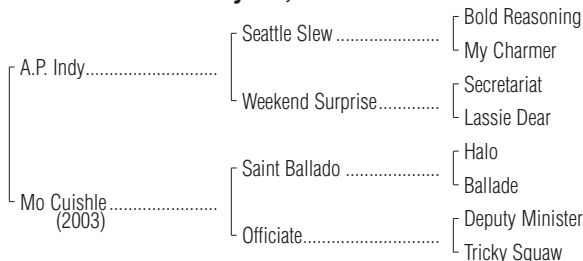 Bold Reasoning
Seattle Slew
My Charmer
A.P. Indy
Secretariat
Weekend Surprise
Lassie Dear
Halo
Saint Ballado
Ballade
Mo Cuishle
(2003)
Deputy Minister
Officiate
Tricky Squaw